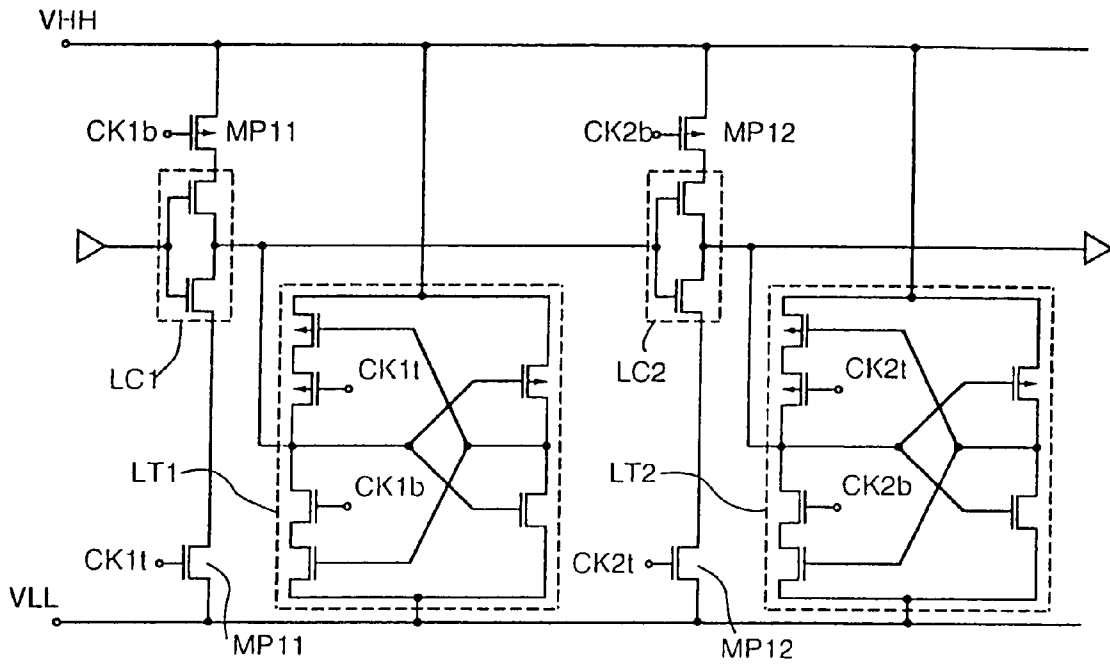 VHH
CK1b MP11 CK2b MP12
LC1 CK1t LC2 CK2t
LT1 CK1b LT2 CK2b
CK1t CK2t
VLL
MP11 MP12